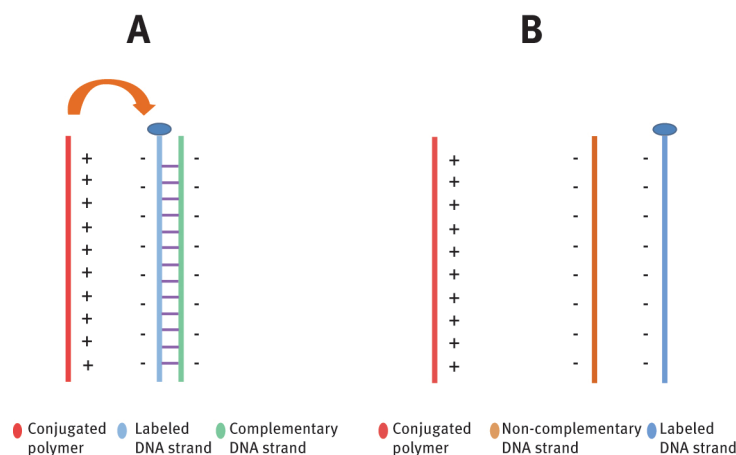 A
B
+ - - + - -
+ - - + - -
+ - - + - -
+ - - + - -
+ - - + - -
+ - - + - -
+ - - + - -
+ - - + - -
+ +
+ - - + - -
Conjugated polymer
Labeled DNA strand
Complementary DNA strand
Conjugated polymer
Non-complementary DNA strand
Labeled DNA strand